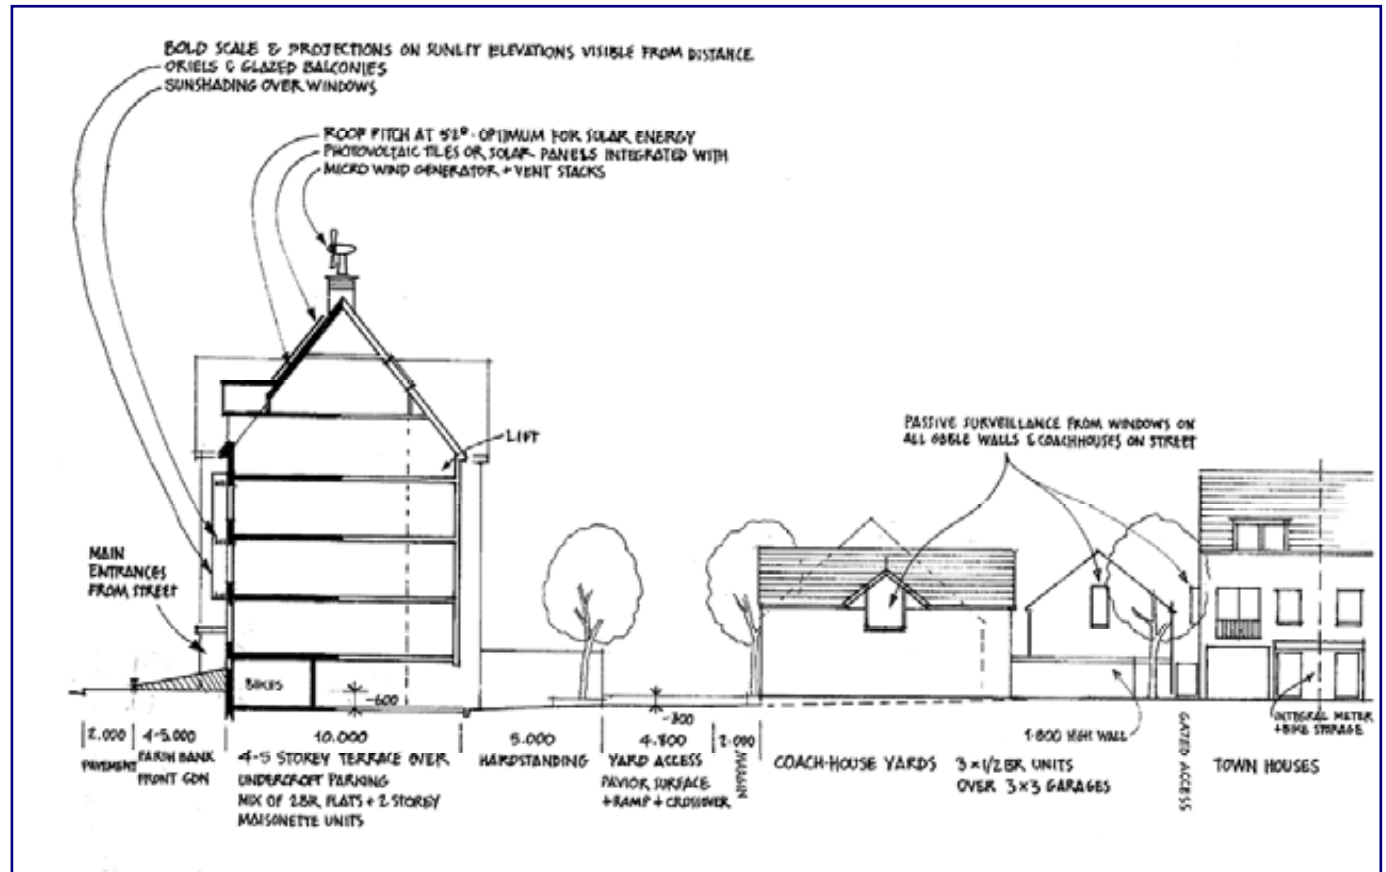 BOLD SCALE & PROJECTIONS ON SUNLIT ELEVATIONS VISIBLE FROM DISTANCE
ORIELS & GLAZED BALCONIES
SUNSHADING OVER WINDOWS
ROOF PITCH AT 52° - OPTIMUM FOR SOLAR ENERGY
PHOTOVOLTAIC TILES OR SOLAR PANELS INTEGRATED WITH
MICRO WIND GENERATOR + VENT STACKS
LIFT
PASSIVE SURVEILLANCE FROM WINDOWS ON
ALL GABLE WALLS & COACHHOUSES ON STREET
MAIN
ENTRANCES
FROM STREET
BIKES
-600
-300
2.000
PAVEMENT
4-5.000
EARTH BANK
FRONT GDN
10.000
4-5 STOREY TERRACE OVER
UNDERCROFT PARKING
MIX OF 2BR FLATS + 2 STOREY
MAISONETTE UNITS
5.000
HARDSTANDING
4.800
YARD ACCESS
PAVIOR SURFACE
+ RAMP + CROSSOVER
2.000
MARGIN
COACH-HOUSE YARDS
3 x 1/2BR UNITS
OVER 3x3 GARAGES
1.800 HIGH WALL
GATED ACCESS
INTEGRAL METER
+ BIKE STORAGE
TOWN HOUSES